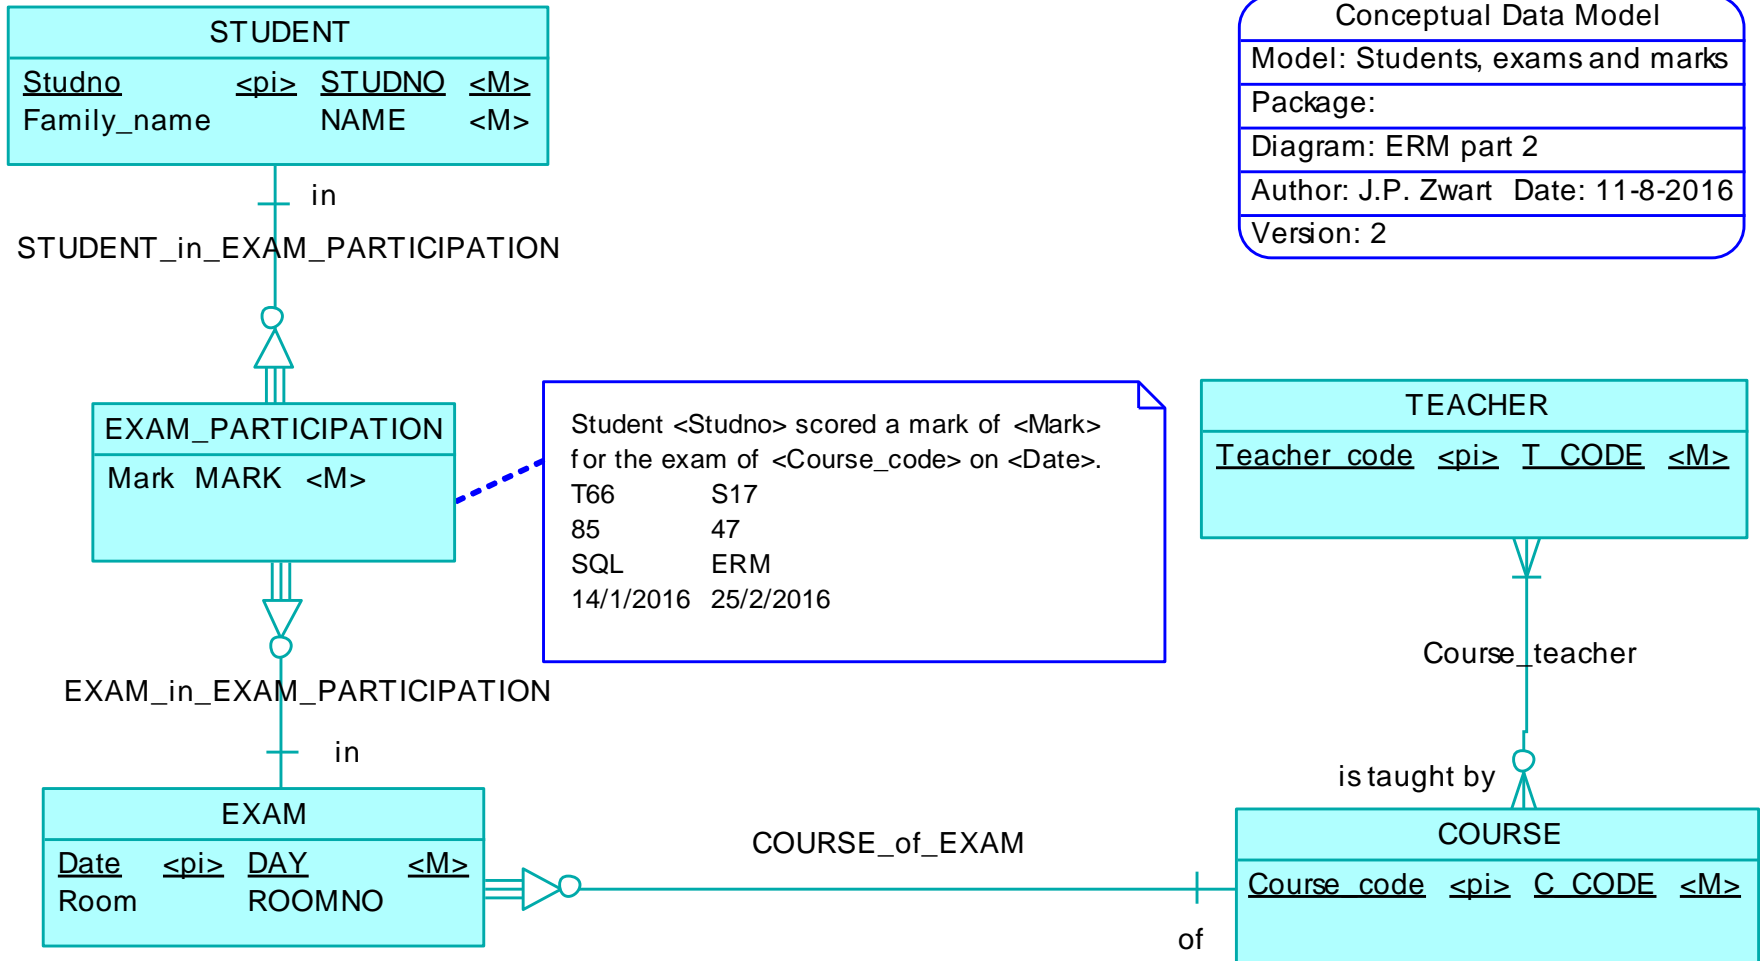 STUDENT
Studno <pi> STUDNO <M>
Family_name NAME <M>
in
STUDENT_in_EXAM_PARTICIPATION
Conceptual Data Model
Model: Students, exams and marks
Package:
Diagram: ERM part 2
Author: J.P. Zwart Date: 11-8-2016
Version: 2
EXAM_PARTICIPATION
Mark MARK <M>
Student <Studno> scored a mark of <Mark>
for the exam of <Course_code> on <Date>.
T66 S17
85 47
SQL ERM
14/1/2016 25/2/2016
TEACHER
Teacher_code <pi> T_CODE <M>
Course_teacher
is taught by
EXAM_in_EXAM_PARTICIPATION
in
EXAM
Date <pi> DAY <M>
Room ROOMNO
COURSE_of_EXAM
of
COURSE
Course_code <pi> C_CODE <M>